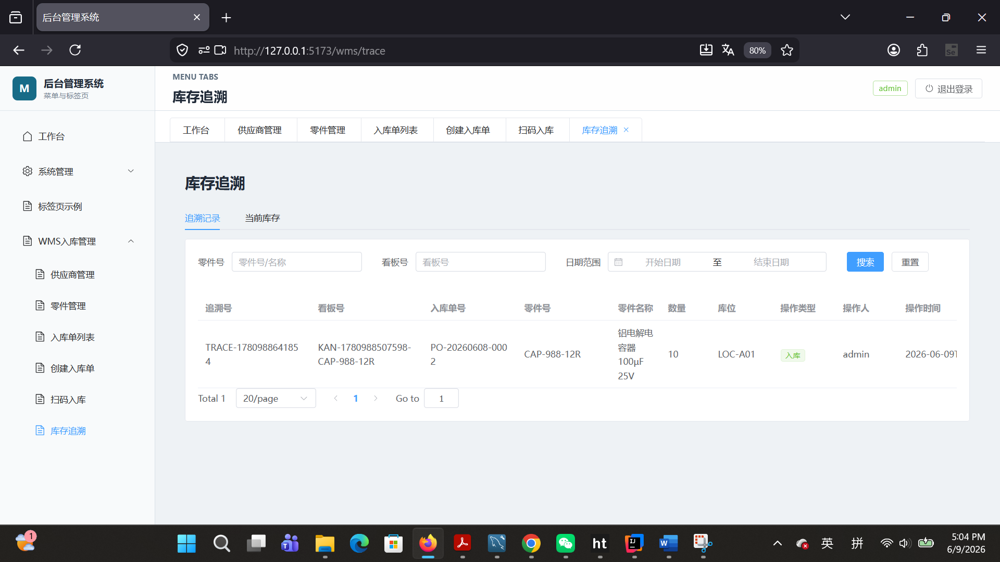 后台管理系统
http://127.0.0.1:5173/wms/trace
80%
Se
M
后台管理系统
菜单与标签页
MENU TABS
库存追溯
admin
退出登录
工作台
供应商管理
零件管理
入库单列表
创建入库单
扫码入库
库存追溯
工作台
系统管理
标签页示例
WMS入库管理
供应商管理
零件管理
入库单列表
创建入库单
扫码入库
库存追溯
库存追溯
追溯记录 当前库存
零件号 零件号/名称 看板号 看板号 日期范围 开始日期 至 结束日期 搜索 重置
追溯号 看板号 入库单号 零件号 零件名称 数量 库位 操作类型 操作人 操作时间
TRACE-178098864185
4
KAN-1780988507598-
CAP-988-12R
PO-20260608-000
2
CAP-988-12R
铝电解电
容器
100μF
25V
10
LOC-A01
入库
admin
2026-06-09T
Total 1 20/page 1 Go to 1
1
T
ht
IJ
W
英
拼
5:04 PM
6/9/2026